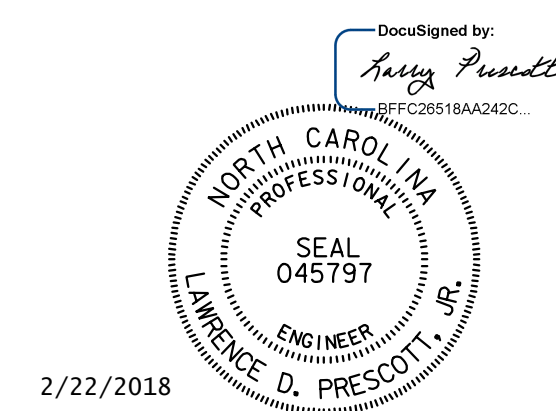 DocuSigned by:
Larry Prescott
BFFC26518AA242C...
NORTH CAROLINA
PROFESSIONAL
SEAL
045797
ENGINEER
LAWRENCE D. PRESCOTT, JR.
2/22/2018